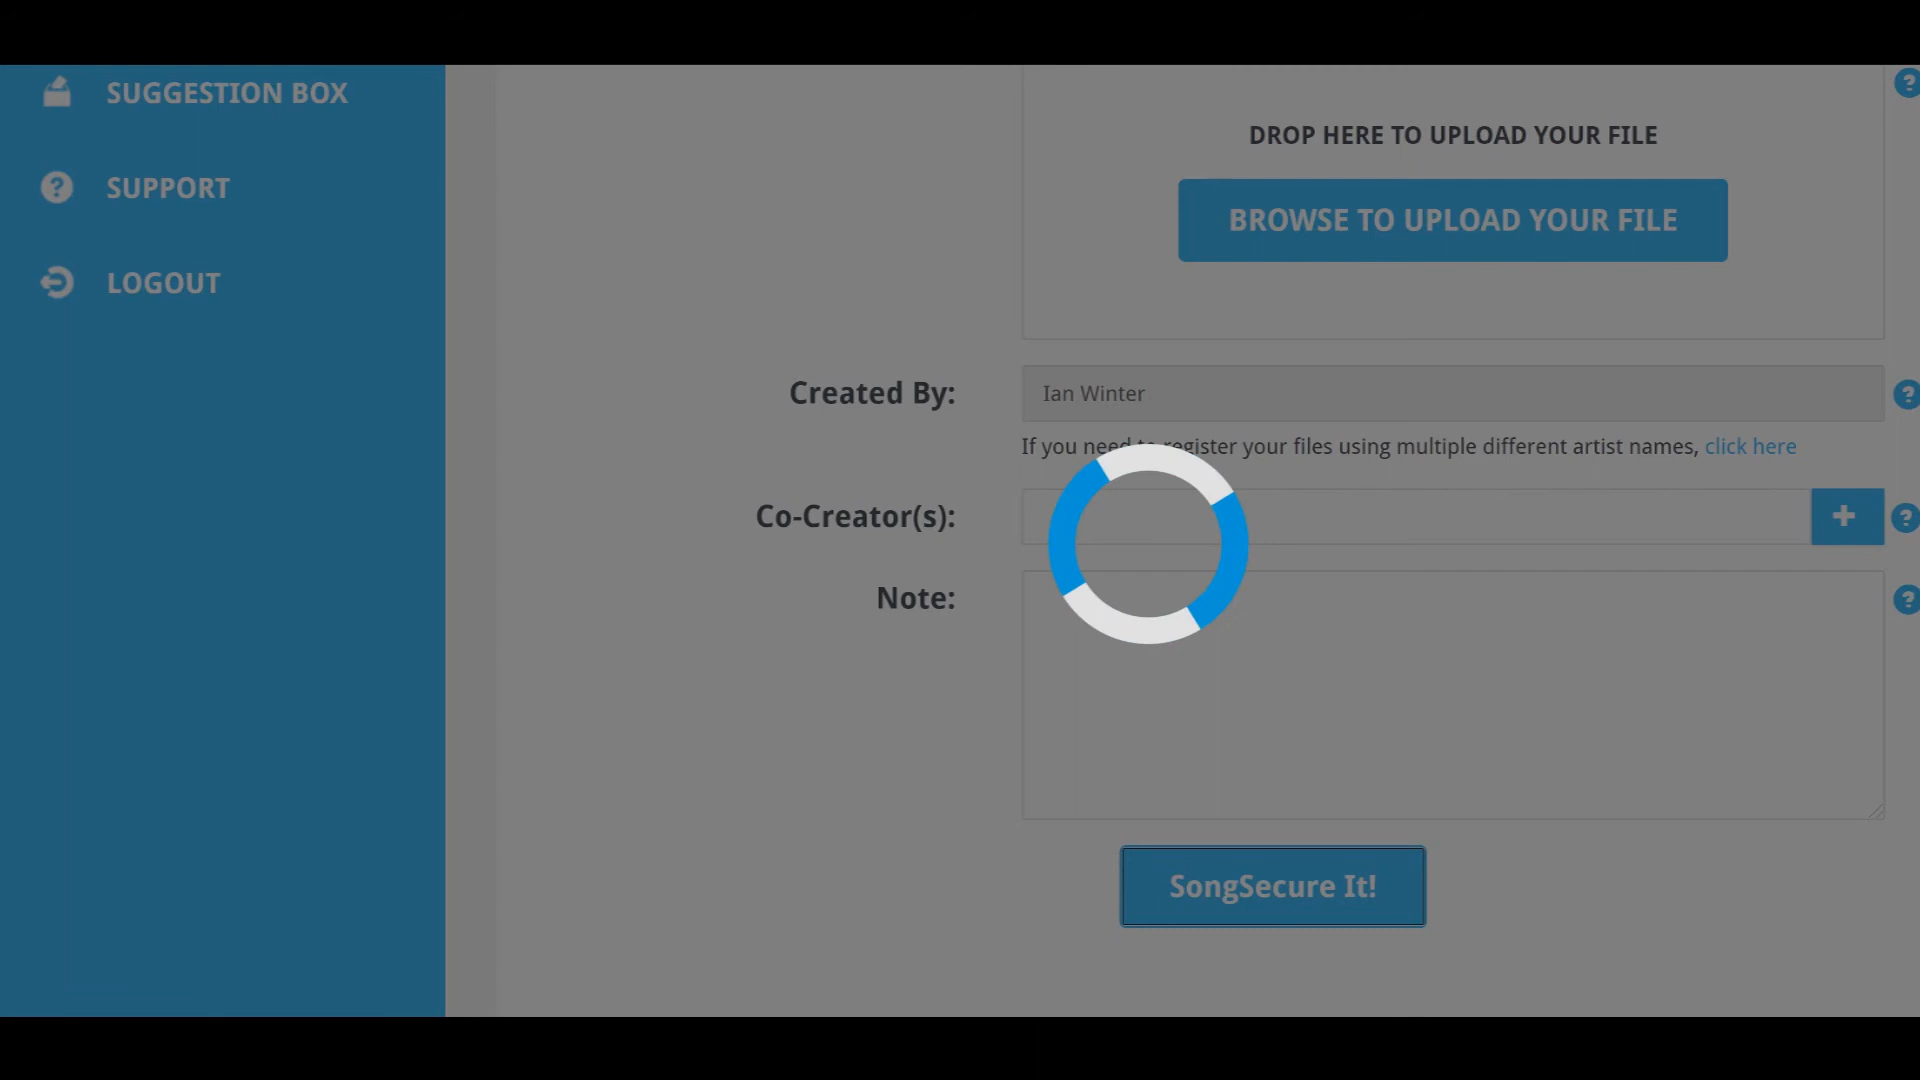 SUGGESTION BOX
SUPPORT
LOGOUT
DROP HERE TO UPLOAD YOUR FILE
BROWSE TO UPLOAD YOUR FILE
Created By:
Ian Winter
If you need to register your files using multiple different artist names, click here
Co-Creator(s):
Note:
SongSecure It!